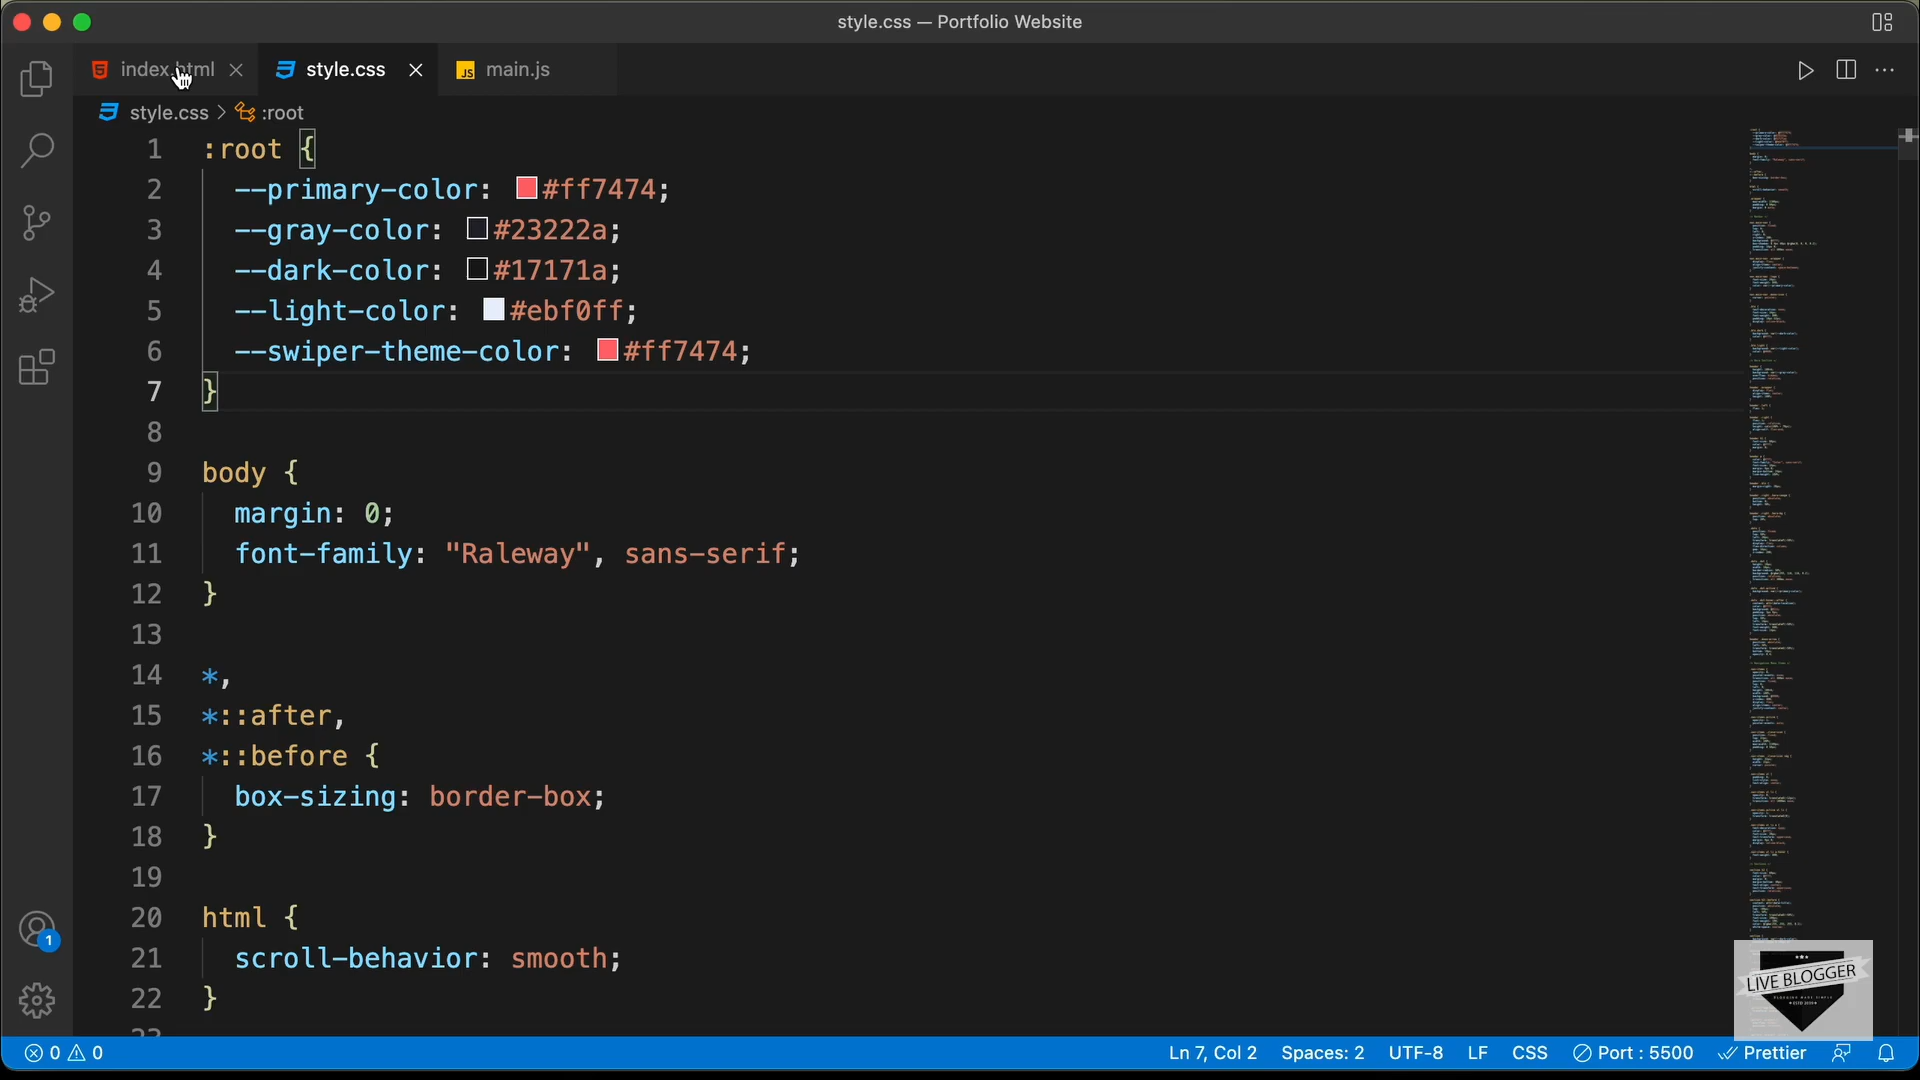 style.css — Portfolio Website
index.html
style.css
main.js
style.css > :root
1 :root {
2 --primary-color: #ff7474;
3 --gray-color: #23222a;
4 --dark-color: #17171a;
5 --light-color: #ebf0ff;
6 --swiper-theme-color: #ff7474;
7 }
8
9 body {
10 margin: 0;
11 font-family: "Raleway", sans-serif;
12 }
13
14 *,
15 *::after,
16 *::before {
17 box-sizing: border-box;
18 }
19
20 html {
21 scroll-behavior: smooth;
22 }
23
1
LIVE BLOGGER
0 0 Ln 7, Col 2 Spaces: 2 UTF-8 LF CSS Port : 5500 Prettier